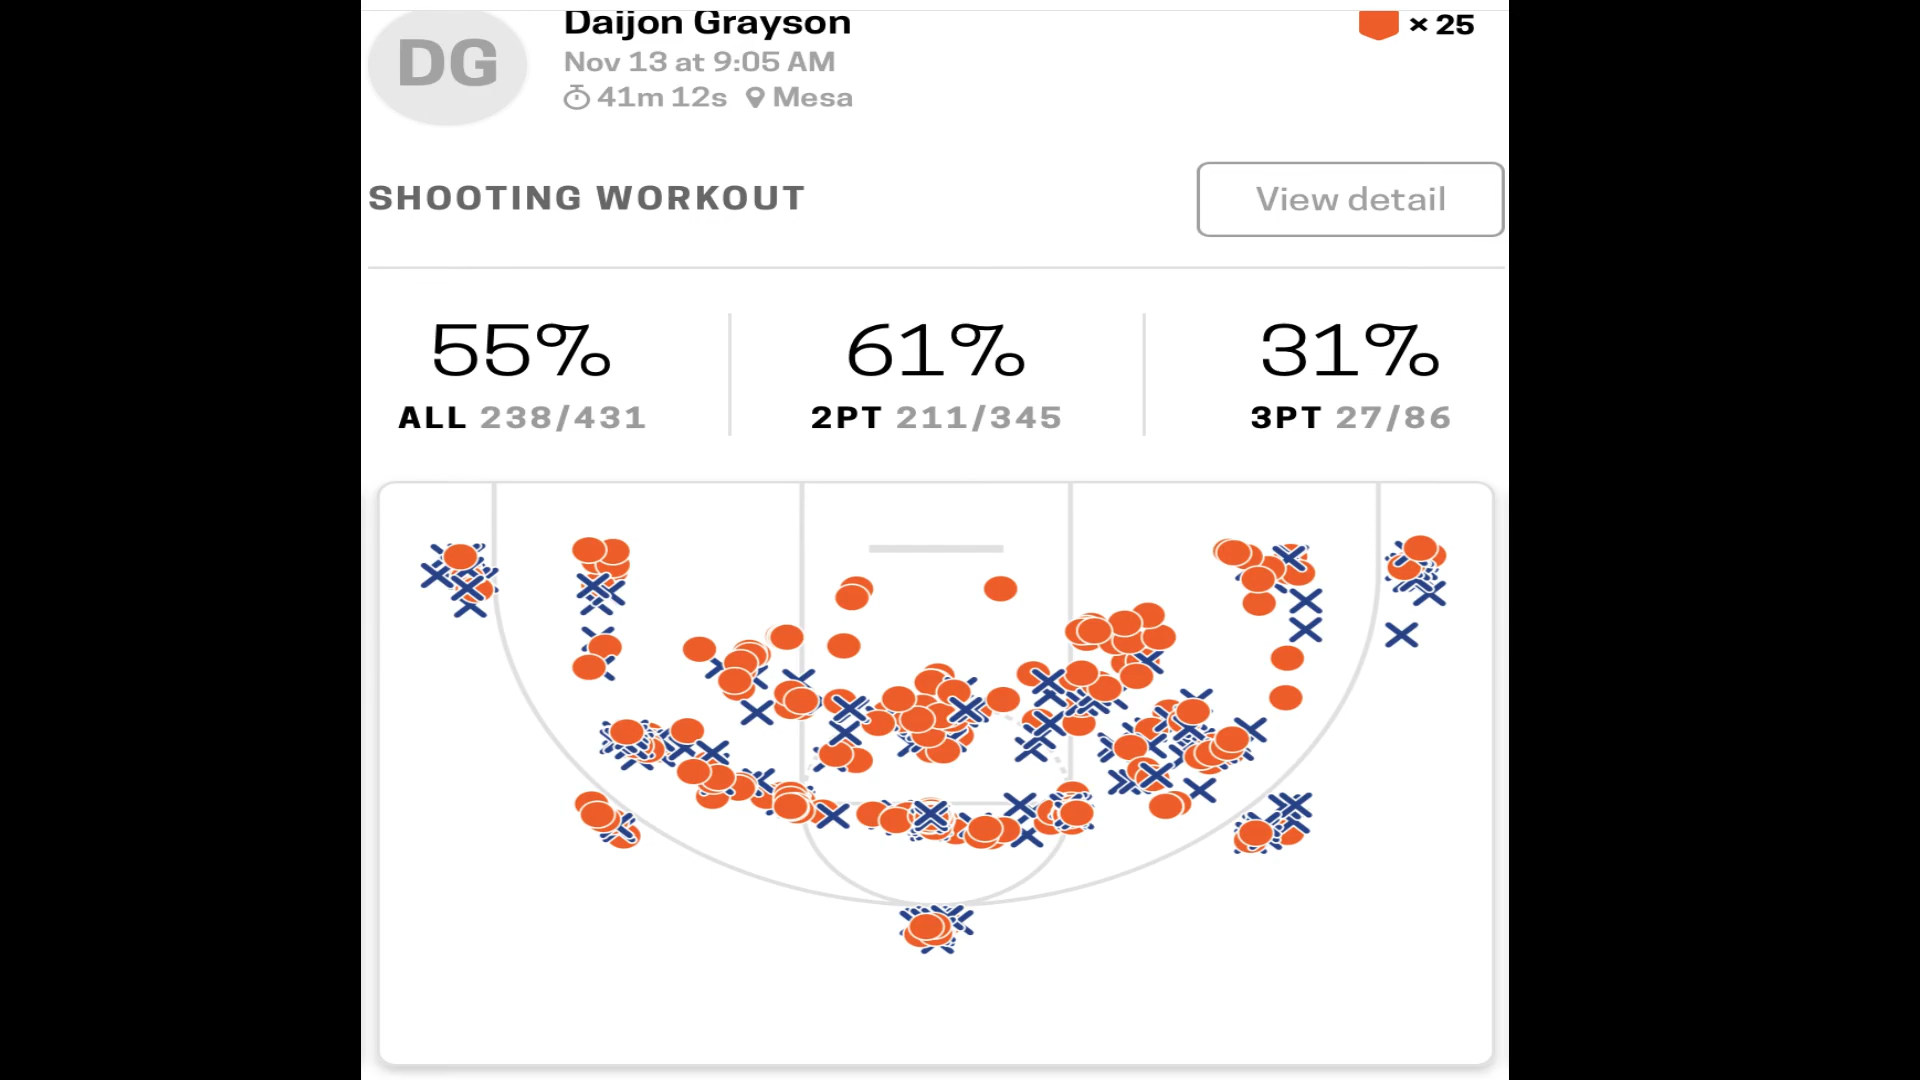 Daijon Grayson
× 25
DG
Nov 13 at 9:05 AM
41m 12s Mesa
SHOOTING WORKOUT
View detail
55%
61%
31%
ALL 238/431
2PT 211/345
3PT 27/86